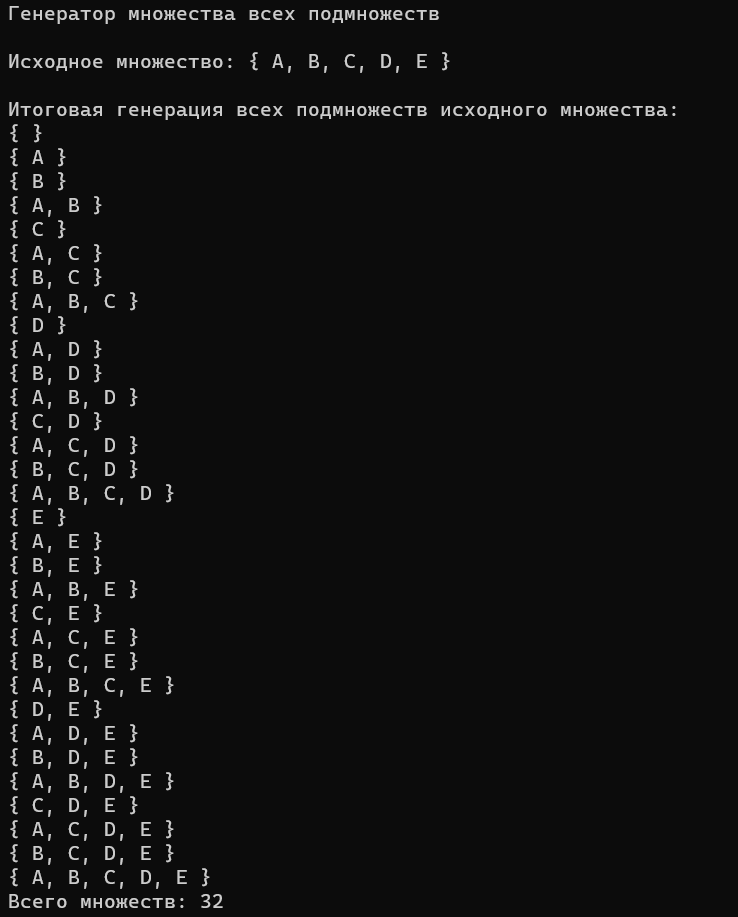 Генератор множества всех подмножеств
Исходное множество: { A, B, C, D, E }
Итоговая генерация всех подмножеств исходного множества:
{ }
{ A }
{ B }
{ A, B }
{ C }
{ A, C }
{ B, C }
{ A, B, C }
{ D }
{ A, D }
{ B, D }
{ A, B, D }
{ C, D }
{ A, C, D }
{ B, C, D }
{ A, B, C, D }
{ E }
{ A, E }
{ B, E }
{ A, B, E }
{ C, E }
{ A, C, E }
{ B, C, E }
{ A, B, C, E }
{ D, E }
{ A, D, E }
{ B, D, E }
{ A, B, D, E }
{ C, D, E }
{ A, C, D, E }
{ B, C, D, E }
{ A, B, C, D, E }
Всего множеств: 32